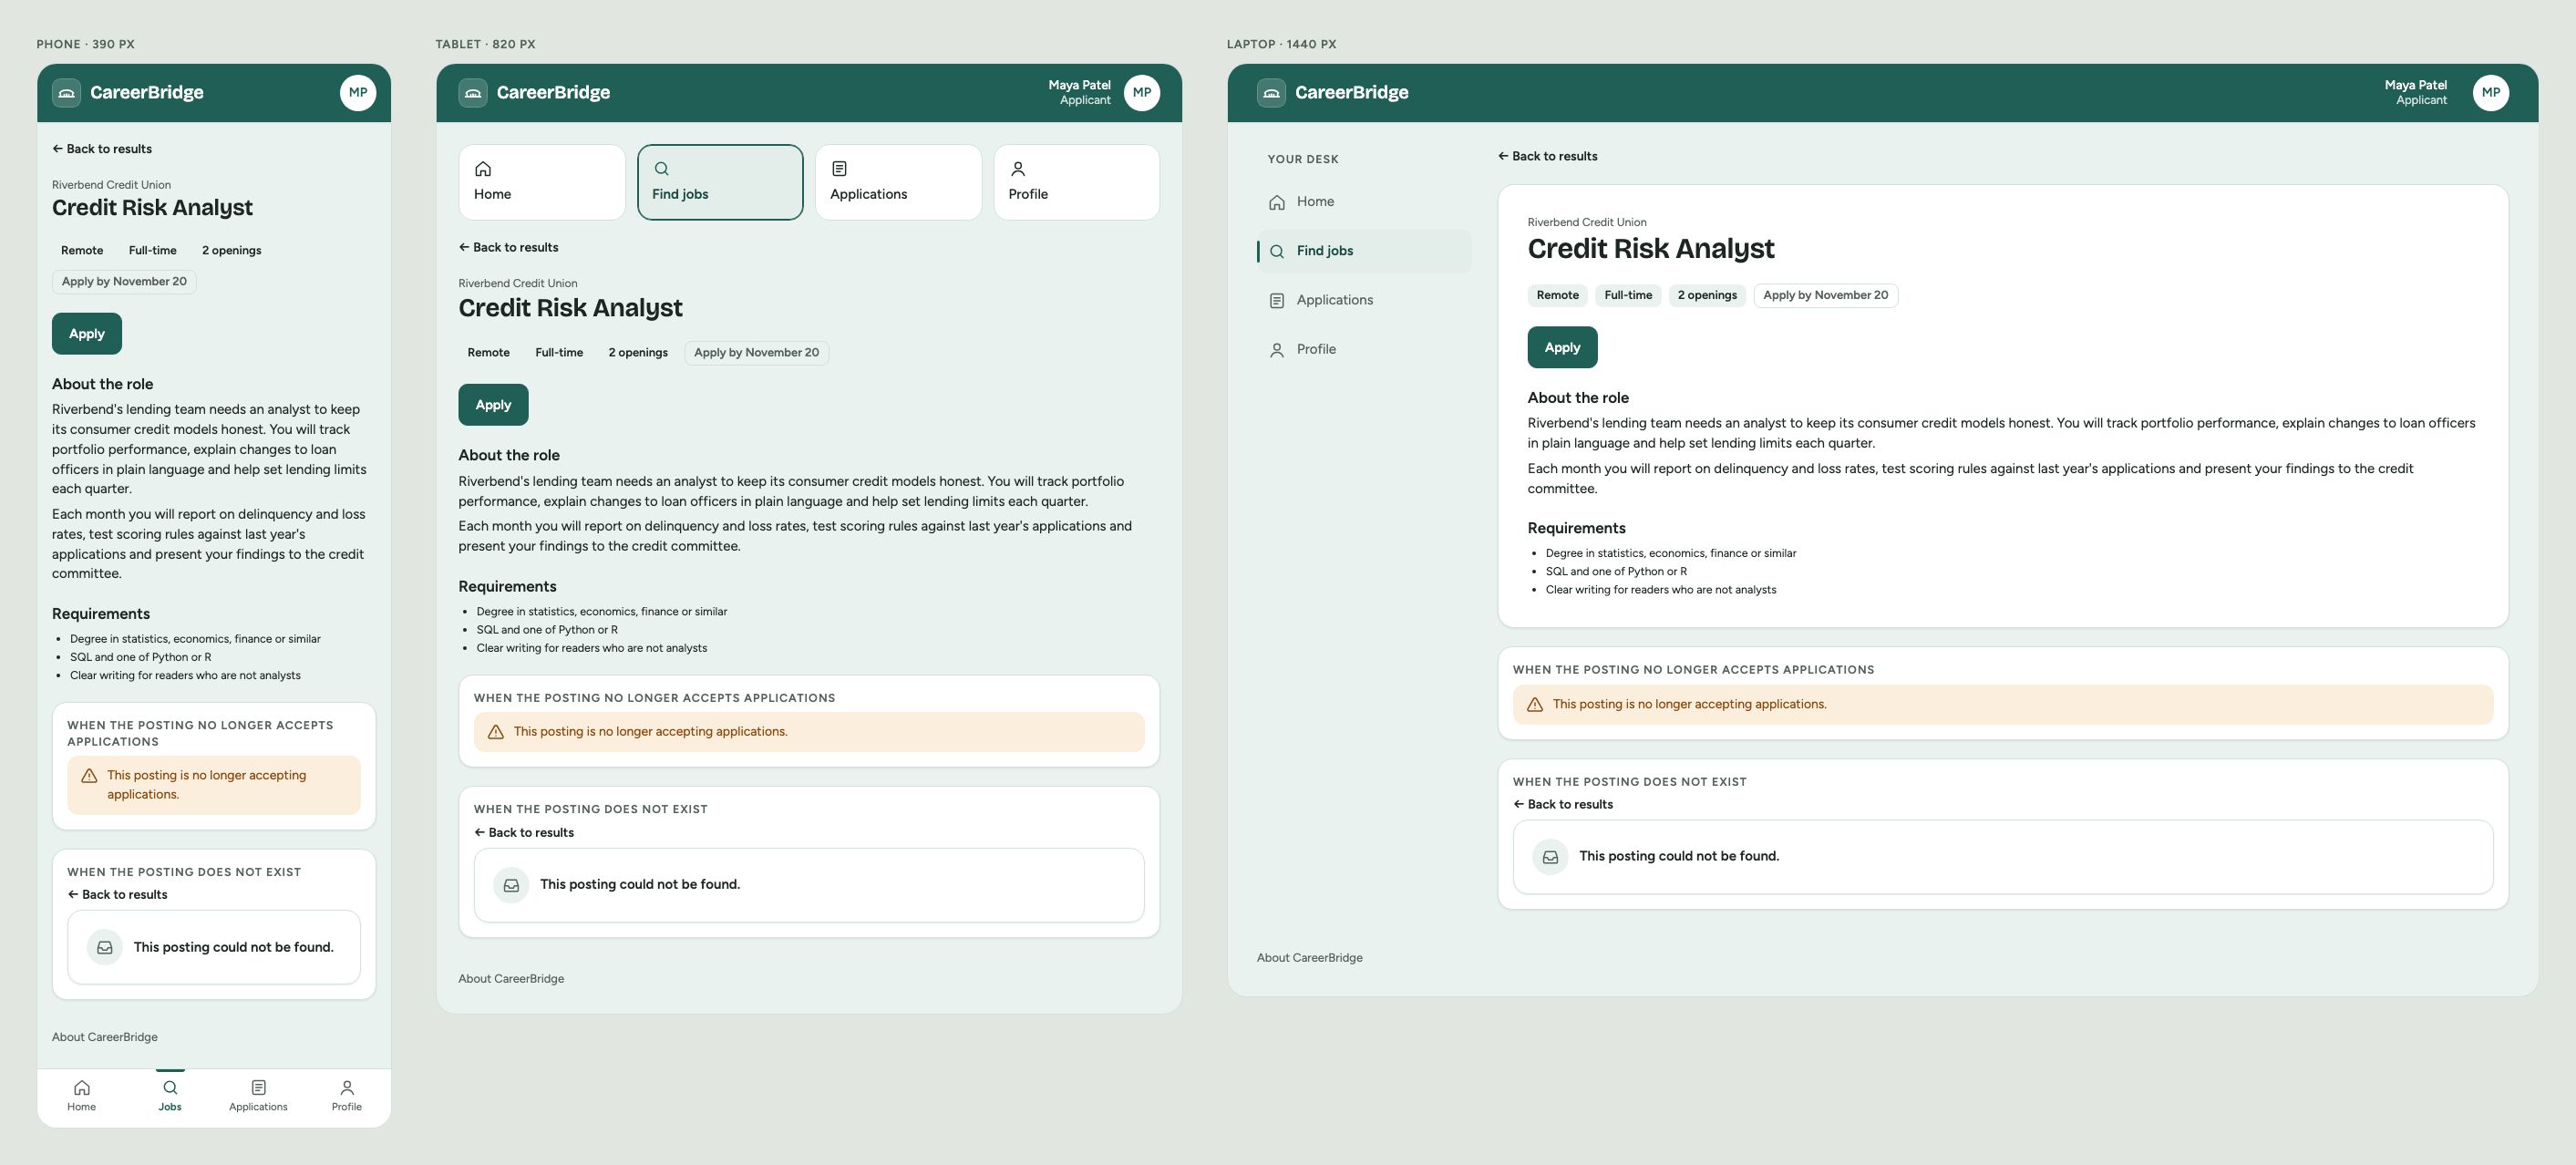 PHONE · 390 PX
CareerBridge
MP
← Back to results
Riverbend Credit Union
Credit Risk Analyst
Remote
Full-time
2 openings
Apply by November 20
Apply
About the role
Riverbend's lending team needs an analyst to keep
its consumer credit models honest. You will track
portfolio performance, explain changes to loan
officers in plain language and help set lending limits
each quarter.
Each month you will report on delinquency and loss
rates, test scoring rules against last year's
applications and present your findings to the credit
committee.
Requirements
• Degree in statistics, economics, finance or similar
• SQL and one of Python or R
• Clear writing for readers who are not analysts
WHEN THE POSTING NO LONGER ACCEPTS
APPLICATIONS
This posting is no longer accepting
applications.
WHEN THE POSTING DOES NOT EXIST
← Back to results
This posting could not be found.
About CareerBridge
Home
Jobs
Applications
Profile
TABLET · 820 PX
CareerBridge
Maya Patel
Applicant
MP
Home
Find jobs
Applications
Profile
← Back to results
Riverbend Credit Union
Credit Risk Analyst
Remote
Full-time
2 openings
Apply by November 20
Apply
About the role
Riverbend's lending team needs an analyst to keep its consumer credit models honest. You will track portfolio
performance, explain changes to loan officers in plain language and help set lending limits each quarter.
Each month you will report on delinquency and loss rates, test scoring rules against last year's applications and
present your findings to the credit committee.
Requirements
• Degree in statistics, economics, finance or similar
• SQL and one of Python or R
• Clear writing for readers who are not analysts
WHEN THE POSTING NO LONGER ACCEPTS APPLICATIONS
This posting is no longer accepting applications.
WHEN THE POSTING DOES NOT EXIST
← Back to results
This posting could not be found.
About CareerBridge
LAPTOP · 1440 PX
CareerBridge
Maya Patel
Applicant
MP
YOUR DESK
Home
Find jobs
Applications
Profile
← Back to results
Riverbend Credit Union
Credit Risk Analyst
Remote
Full-time
2 openings
Apply by November 20
Apply
About the role
Riverbend's lending team needs an analyst to keep its consumer credit models honest. You will track portfolio performance, explain changes to loan officers
in plain language and help set lending limits each quarter.
Each month you will report on delinquency and loss rates, test scoring rules against last year's applications and present your findings to the credit
committee.
Requirements
• Degree in statistics, economics, finance or similar
• SQL and one of Python or R
• Clear writing for readers who are not analysts
WHEN THE POSTING NO LONGER ACCEPTS APPLICATIONS
This posting is no longer accepting applications.
WHEN THE POSTING DOES NOT EXIST
← Back to results
This posting could not be found.
About CareerBridge